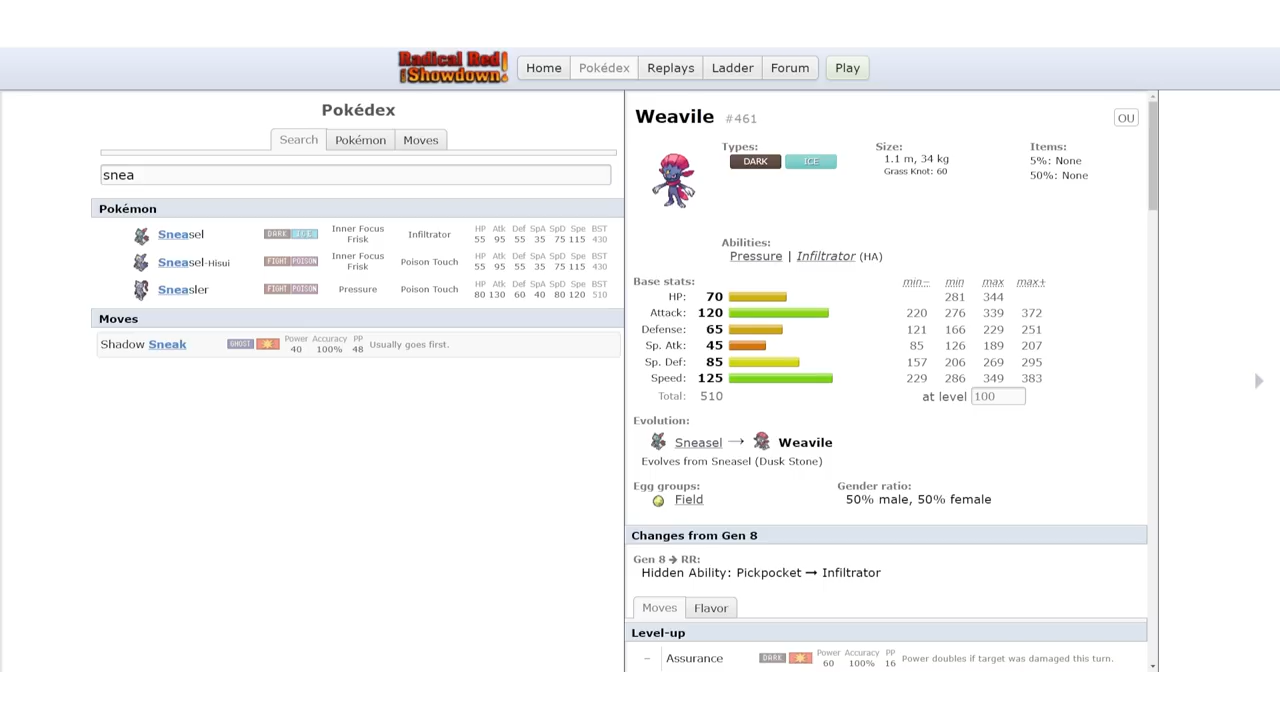 Radical Red Showdown!
Home Pokédex Replays Ladder Forum Play
Pokédex
Search Pokémon Moves
snea
Pokémon
Sneasel DARK ICE Inner Focus Frisk Infiltrator HP 55 Atk 95 Def 55 SpA 35 SpD 75 Spe 115 BST 430
Sneasel-Hisui FIGHT POISON Inner Focus Frisk Poison Touch HP 55 Atk 95 Def 55 SpA 35 SpD 75 Spe 115 BST 430
Sneasler FIGHT POISON Pressure Poison Touch HP 80 Atk 130 Def 60 SpA 40 SpD 80 Spe 120 BST 510
Moves
Shadow Sneak GHOST Power 40 Accuracy 100% PP 48 Usually goes first.
Weavile #461 OU
Types: DARK ICE
Size: 1.1 m, 34 kg
Grass Knot: 60
Items:
5%: None
50%: None
Abilities:
Pressure | Infiltrator (HA)
Base stats: min− min max max+
HP: 70 281 344
Attack: 120 220 276 339 372
Defense: 65 121 166 229 251
Sp. Atk: 45 85 126 189 207
Sp. Def: 85 157 206 269 295
Speed: 125 229 286 349 383
Total: 510 at level 100
Evolution:
Sneasel → Weavile
Evolves from Sneasel (Dusk Stone)
Egg groups:
Field
Gender ratio:
50% male, 50% female
Changes from Gen 8
Gen 8 → RR:
Hidden Ability: Pickpocket → Infiltrator
Moves Flavor
Level-up
– Assurance DARK Power 60 Accuracy 100% PP 16 Power doubles if target was damaged this turn.